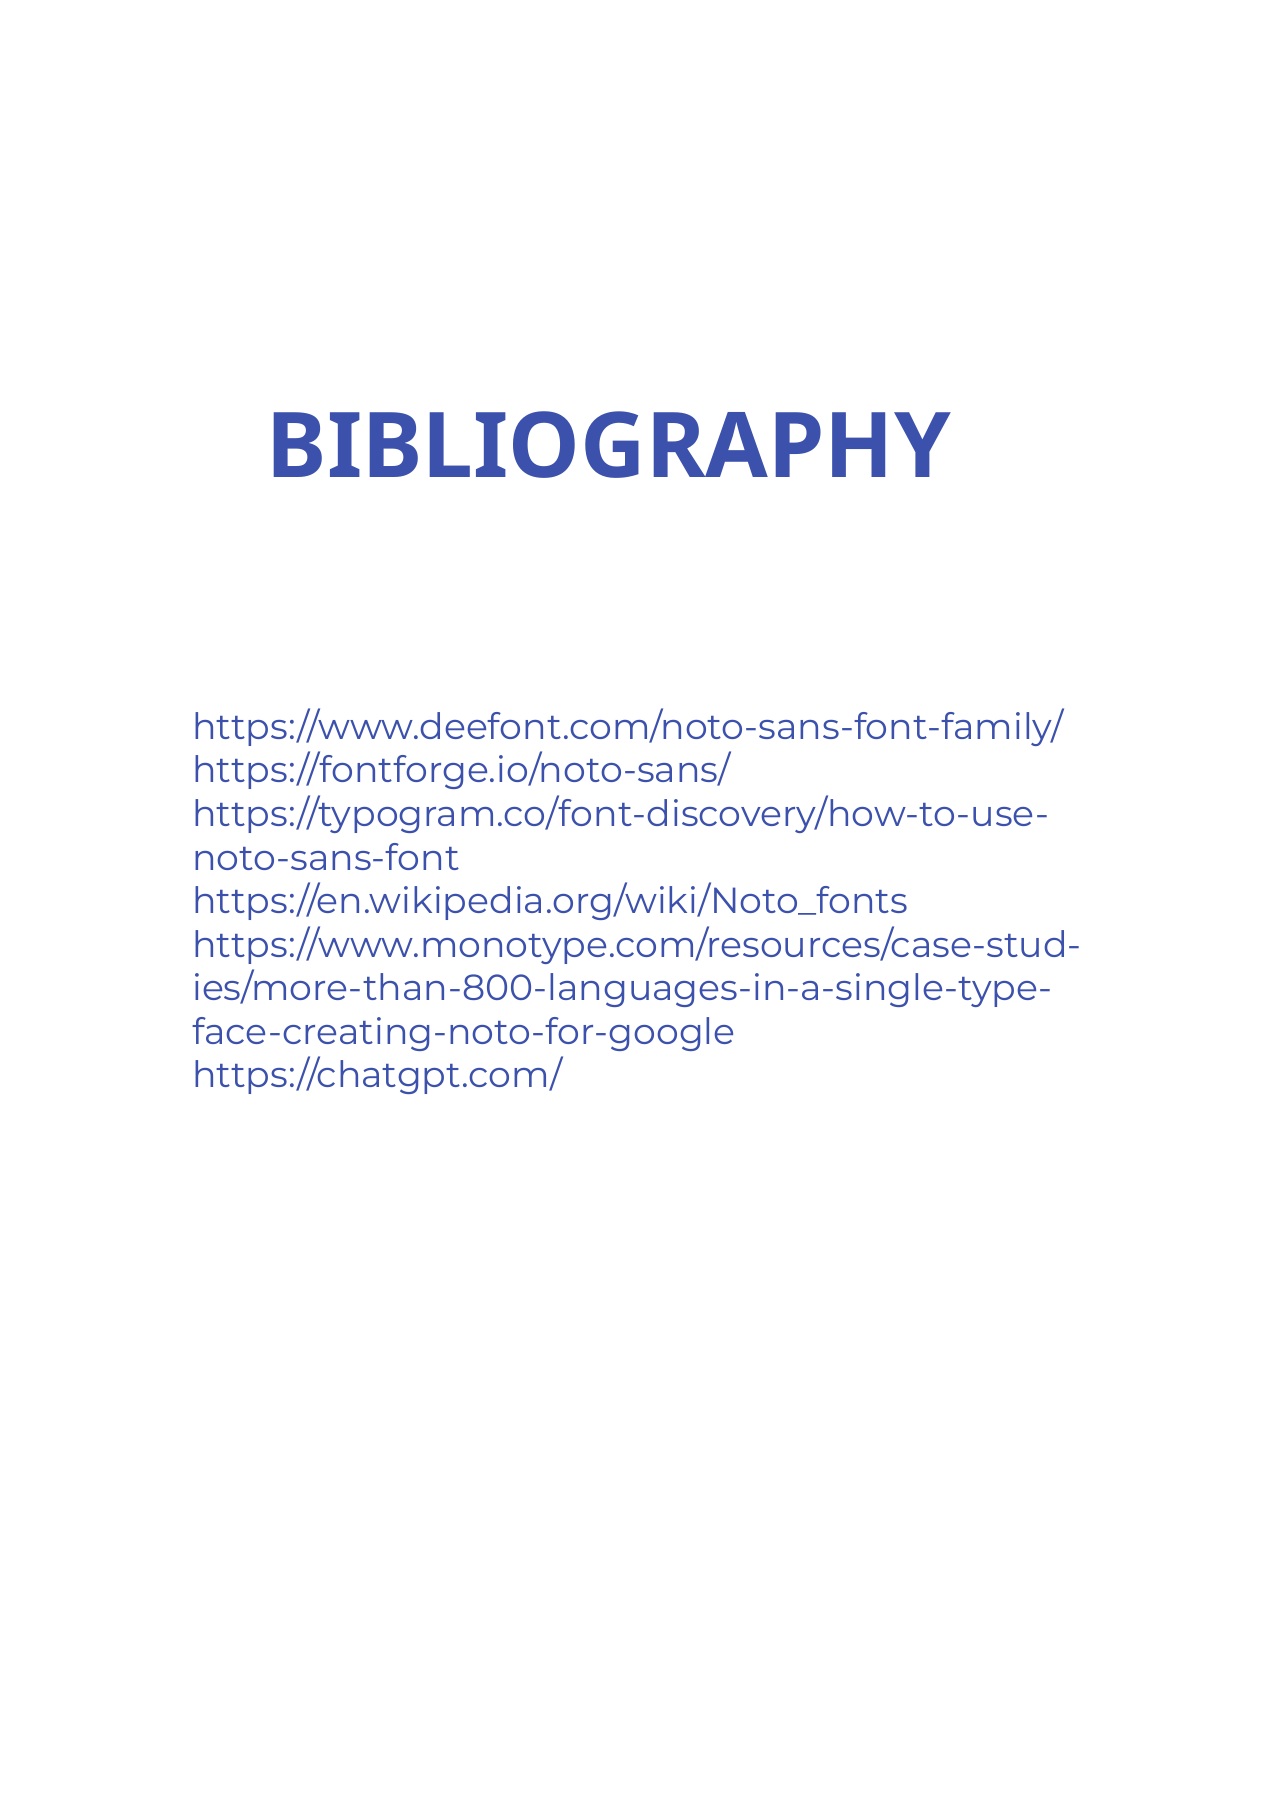 BIBLIOGRAPHY
https://www.deefont.com/noto-sans-font-family/
https://fontforge.io/noto-sans/
https://typogram.co/font-discovery/how-to-use-
noto-sans-font
https://en.wikipedia.org/wiki/Noto_fonts
https://www.monotype.com/resources/case-stud-
ies/more-than-800-languages-in-a-single-type-
face-creating-noto-for-google
https://chatgpt.com/